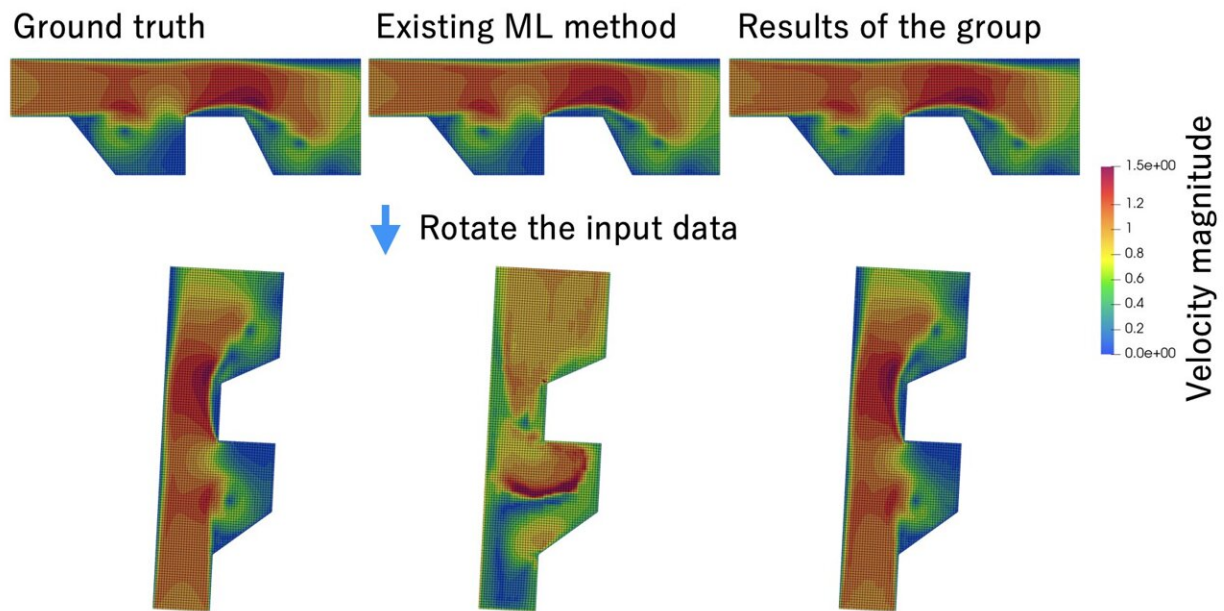 Ground truth
Existing ML method
Results of the group
Rotate the input data
1.5e+00
1.2
1
0.8
0.6
0.4
0.2
0.0e+00
Velocity magnitude